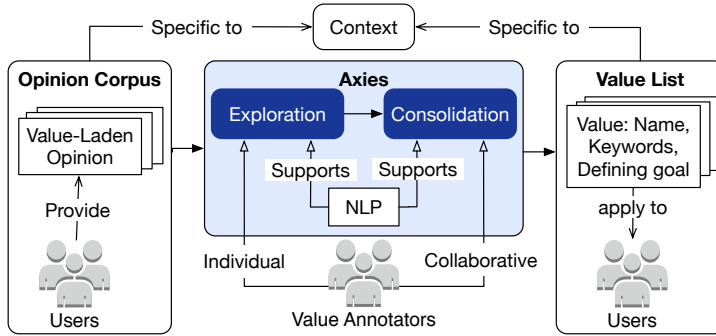 Specific to
Context
Specific to
Opinion Corpus
Value-Laden
Opinion
Provide
Users
Axies
Exploration
Consolidation
Supports
Supports
NLP
Individual
Collaborative
Value Annotators
Value List
Value: Name,
Keywords,
Defining goal
apply to
Users